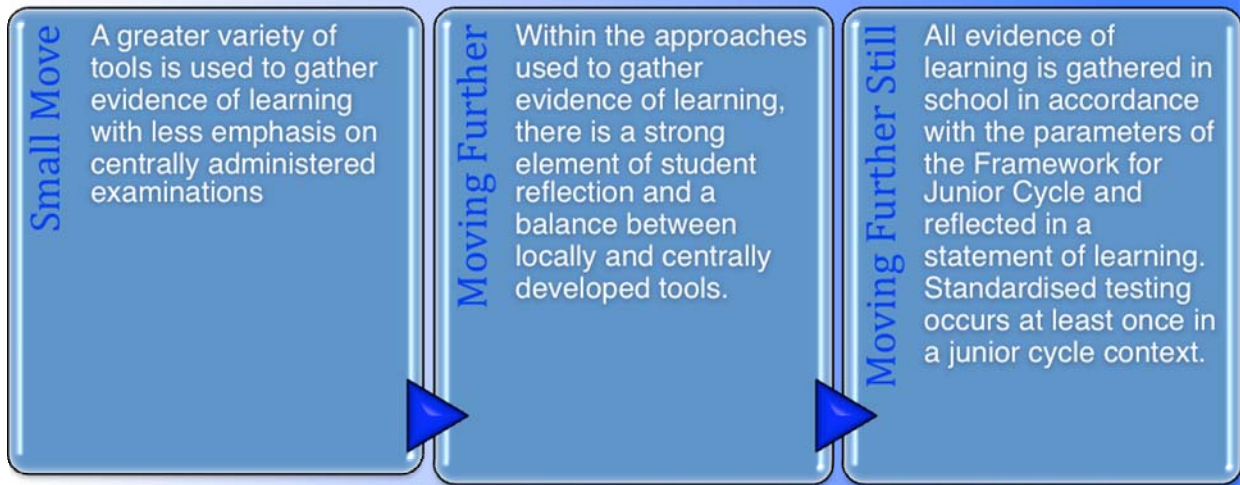 Small Move
A greater variety of
tools is used to gather
evidence of learning
with less emphasis on
centrally administered
examinations
Moving Further
Within the approaches
used to gather
evidence of learning,
there is a strong
element of student
reflection and a
balance between
locally and centrally
developed tools.
Moving Further Still
All evidence of
learning is gathered in
school in accordance
with the parameters of
the Framework for
Junior Cycle and
reflected in a
statement of learning.
Standardised testing
occurs at least once in
a junior cycle context.